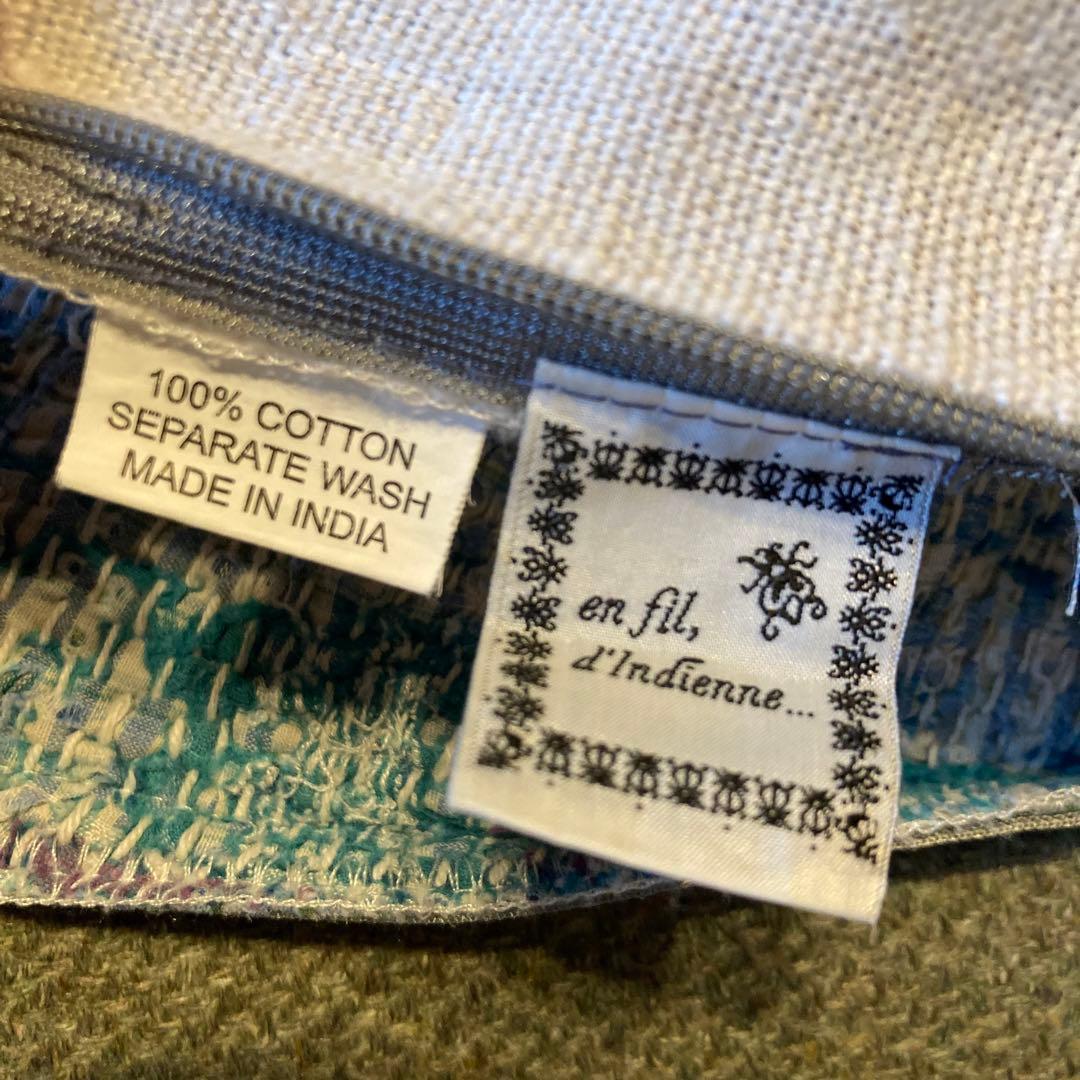 100% COTTON
SEPARATE WASH
MADE IN INDIA
en fil,
d'Indienne...